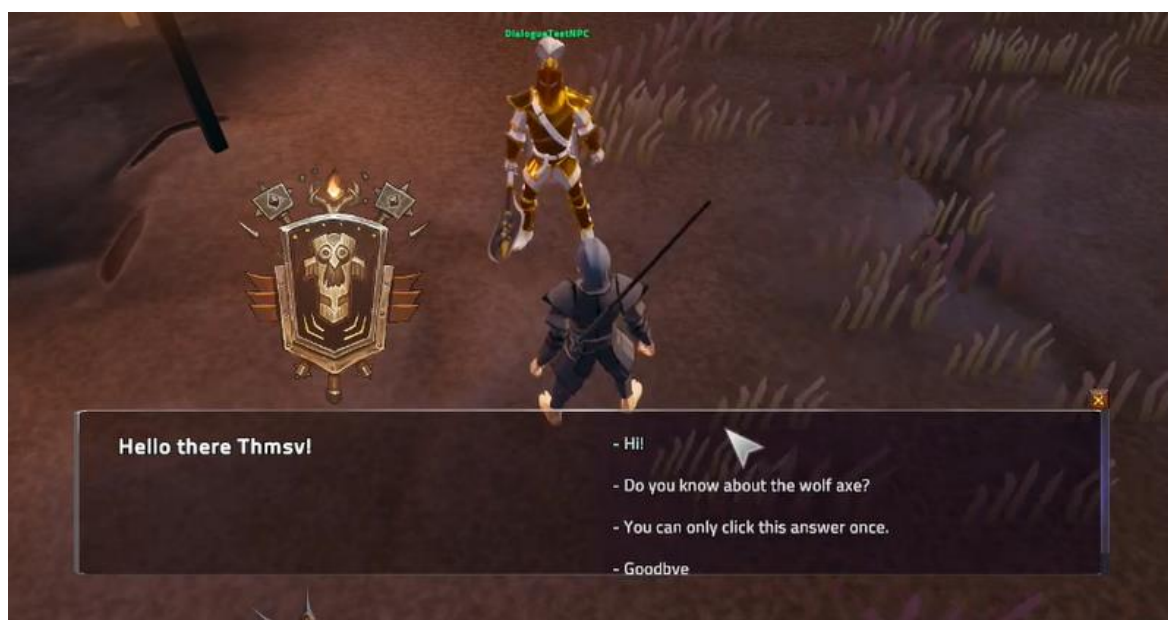 DialogueTestNPC
Hello there Thmsv!
- Hi!
- Do you know about the wolf axe?
- You can only click this answer once.
- Goodbye